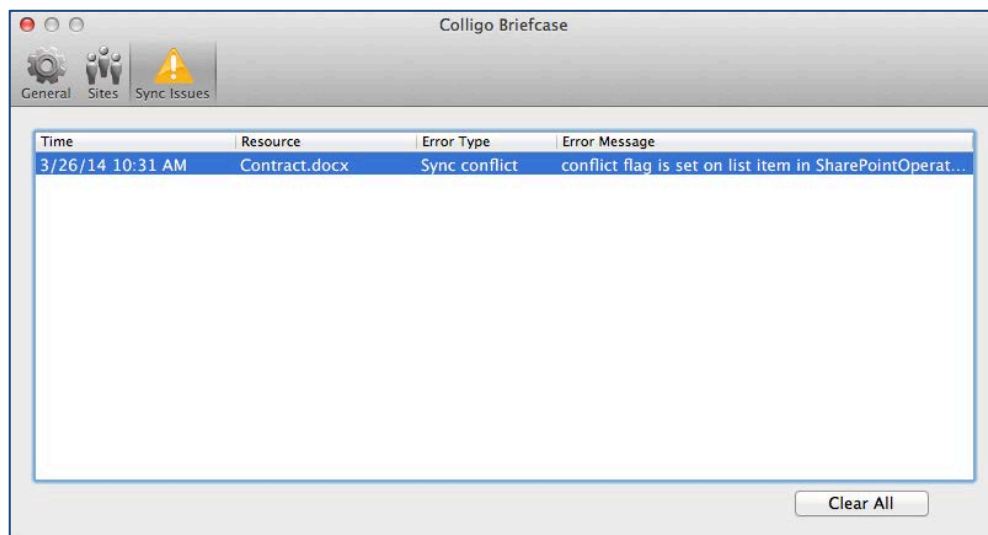 Colligo Briefcase
General Sites Sync Issues
Time Resource Error Type Error Message
3/26/14 10:31 AM Contract.docx Sync conflict conflict flag is set on list item in SharePointOperat...
Clear All